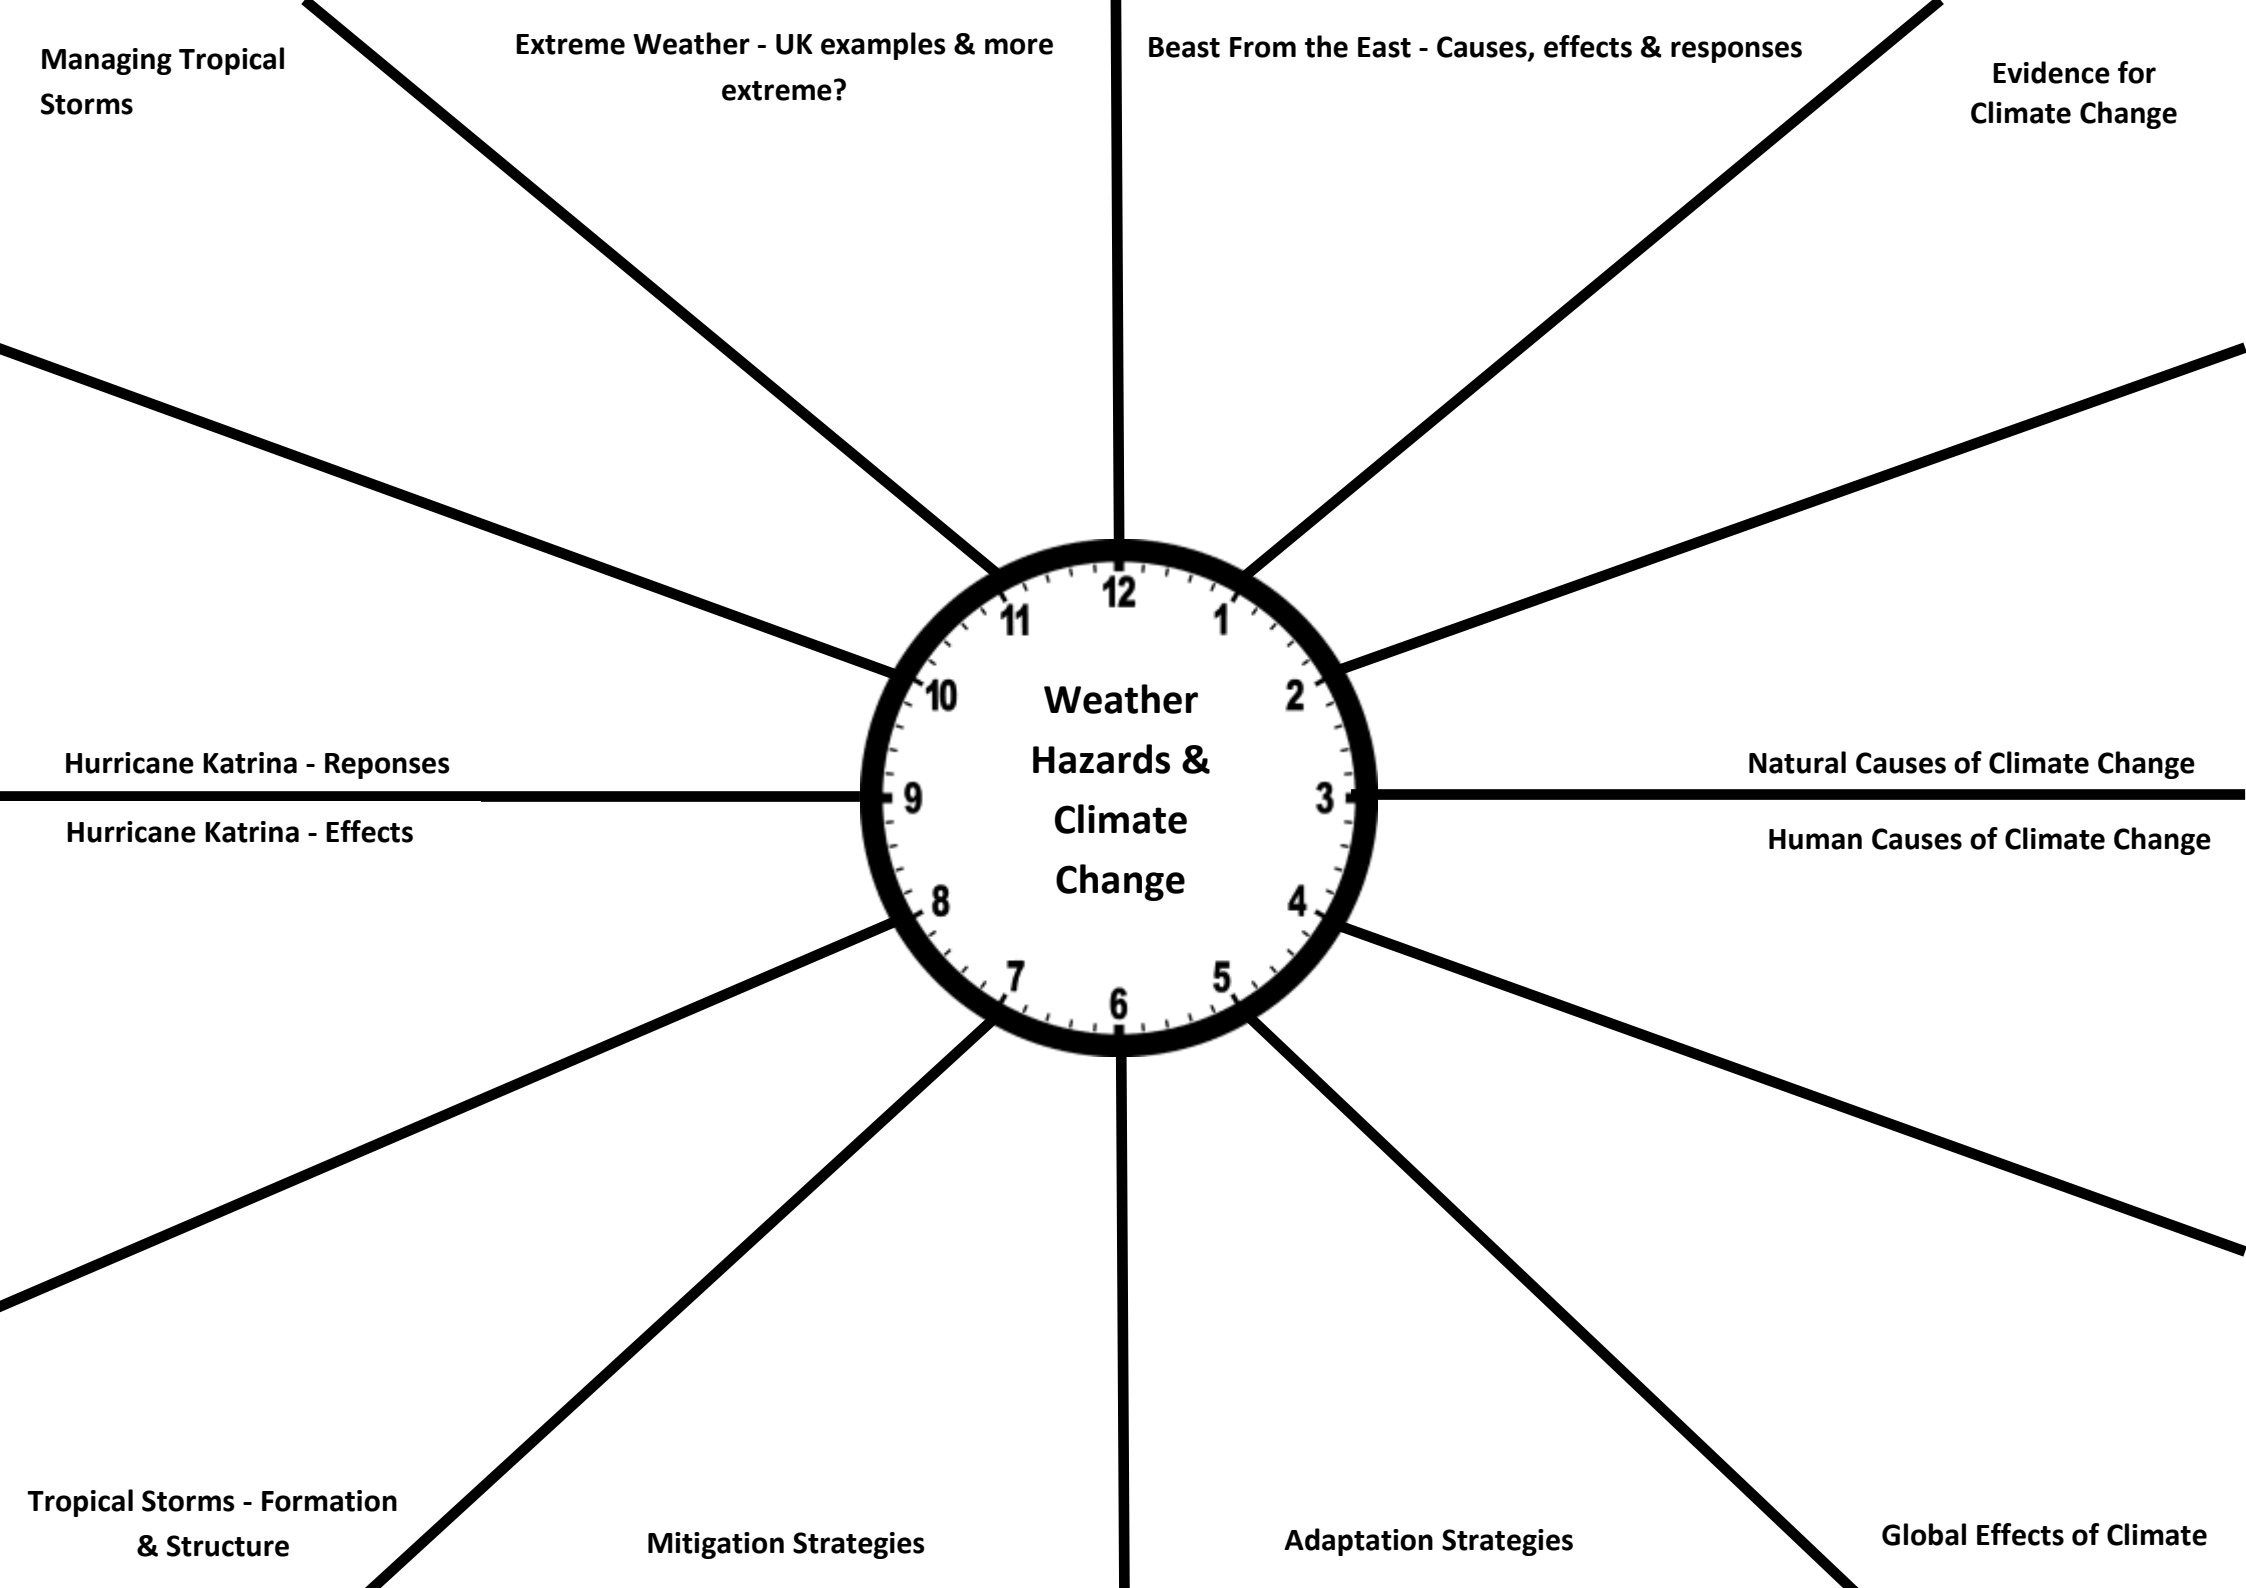 Managing Tropical
Storms
Extreme Weather - UK examples & more
extreme?
Beast From the East - Causes, effects & responses
Evidence for
Climate Change
12
11
1
10
2
9
3
8
4
7
5
6
Weather
Hazards &
Climate
Change
Hurricane Katrina - Reponses
Natural Causes of Climate Change
Hurricane Katrina - Effects
Human Causes of Climate Change
Tropical Storms - Formation
& Structure
Mitigation Strategies
Adaptation Strategies
Global Effects of Climate